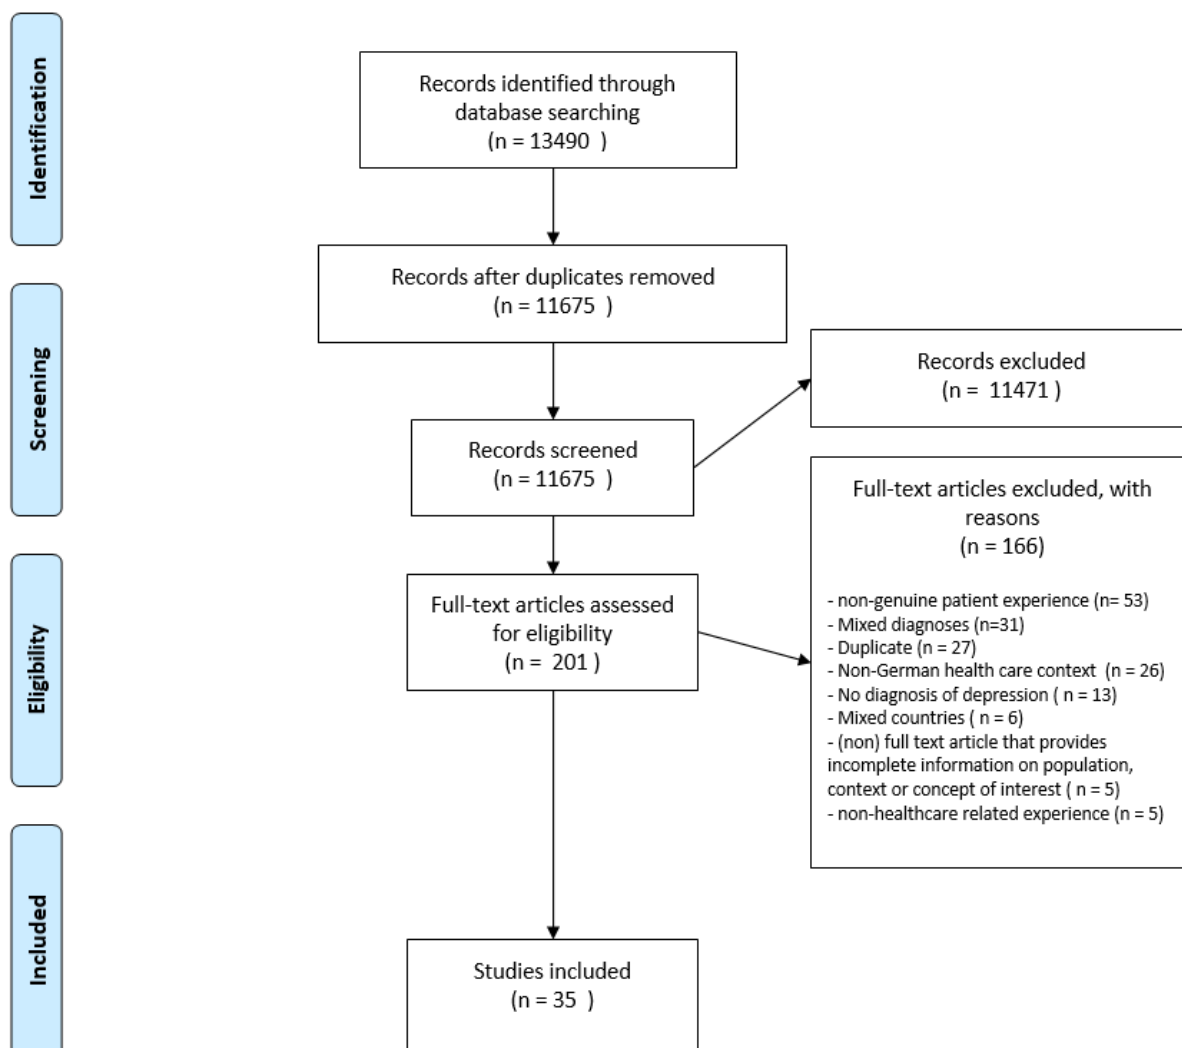 Identification
Records identified through
database searching
(n = 13490 )
Records after duplicates removed
(n = 11675 )
Screening
Records screened
(n = 11675 )
Records excluded
(n = 11471 )
Eligibility
Full-text articles assessed
for eligibility
(n = 201 )
Full-text articles excluded, with
reasons
(n = 166)
- non-genuine patient experience (n= 53)
- Mixed diagnoses (n=31)
- Duplicate (n = 27)
- Non-German health care context (n = 26)
- No diagnosis of depression ( n = 13)
- Mixed countries ( n = 6)
- (non) full text article that provides
incomplete information on population,
context or concept of interest ( n = 5)
- non-healthcare related experience (n = 5)
Included
Studies included
(n = 35 )